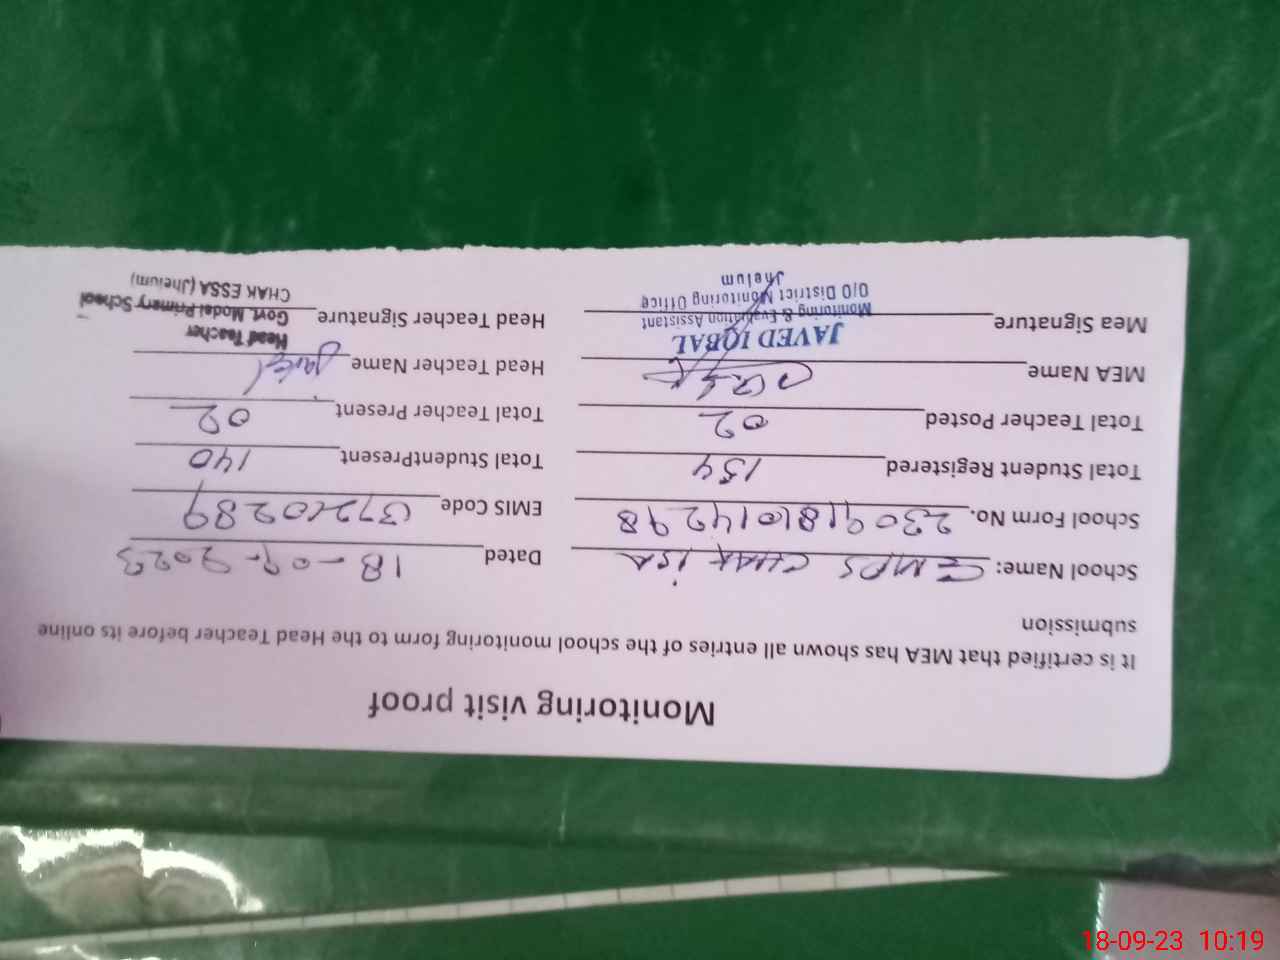 Monitoring visit proof
It is certified that MEA has shown all entries of the school monitoring form to the Head Teacher before its online
submission
School Name: GMPS CHAK ISA Dated 18-09-2023
School Form No. 2309181014298 EMIS Code 37210289
Total Student Registered 154 Total StudentPresent 140
Total Teacher Posted 02 Total Teacher Present 02
MEA Name Head Teacher Name
Mea Signature Head Teacher Signature
JAVED IQBAL
Monitoring & Evaluation Assistant
O/O District Monitoring Office
Jhelum
Head Teacher
Govt. Model Primary School
CHAK ESSA (Jhelum)
18-09-23 10:19